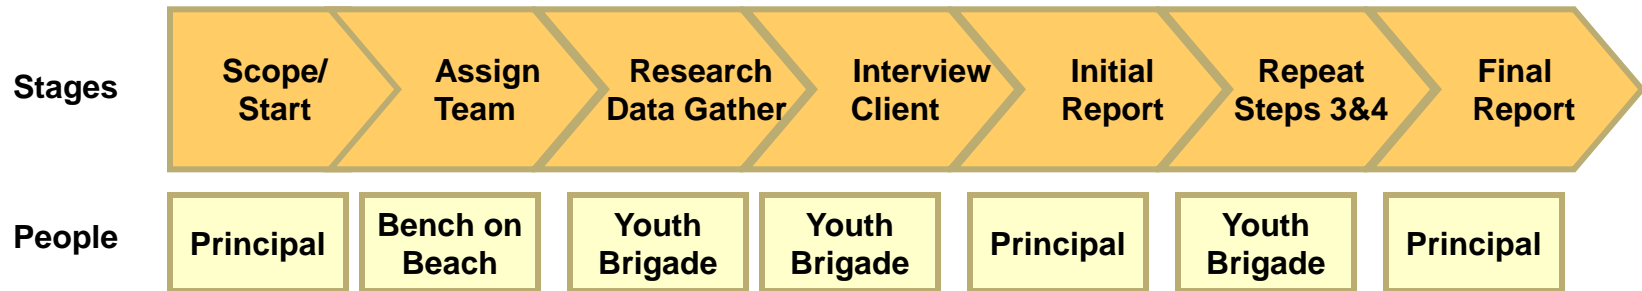 Stages
Scope/
Start
Assign
Team
Research
Data Gather
Interview
Client
Initial
Report
Repeat
Steps 3&4
Final
Report
People
Principal
Bench on
Beach
Youth
Brigade
Youth
Brigade
Principal
Youth
Brigade
Principal